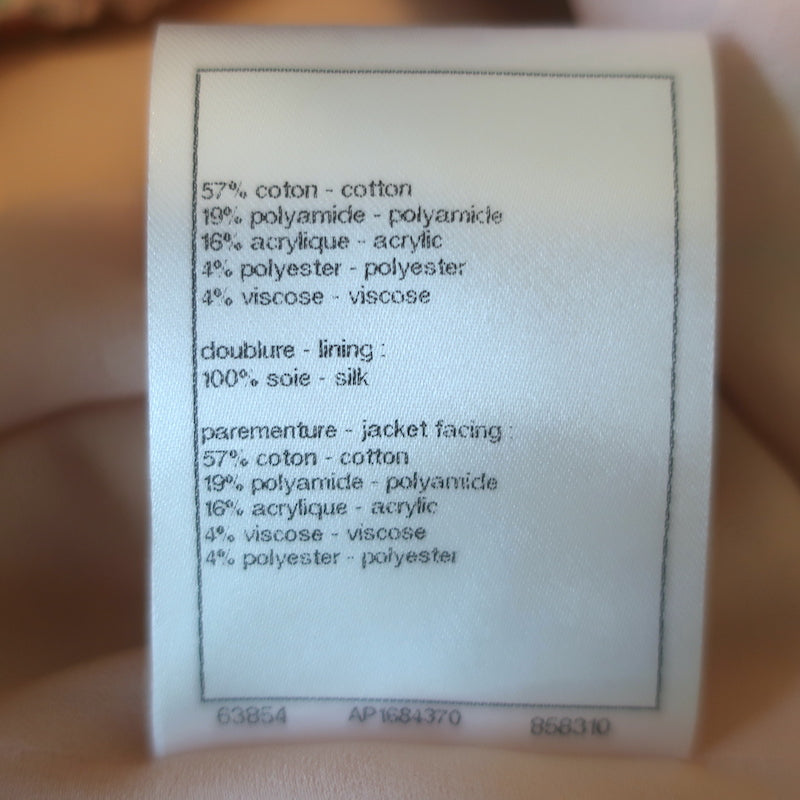 57% coton - cotton
19% polyamide - polyamide
16% acrylique - acrylic
4% polyester - polyester
4% viscose - viscose
doublure - lining :
100% soie - silk
parementure - jacket facing :
57% coton - cotton
19% polyamide - polyamide
16% acrylique - acrylic
4% viscose - viscose
4% polyester - polyester
63854 AP1684370 858310